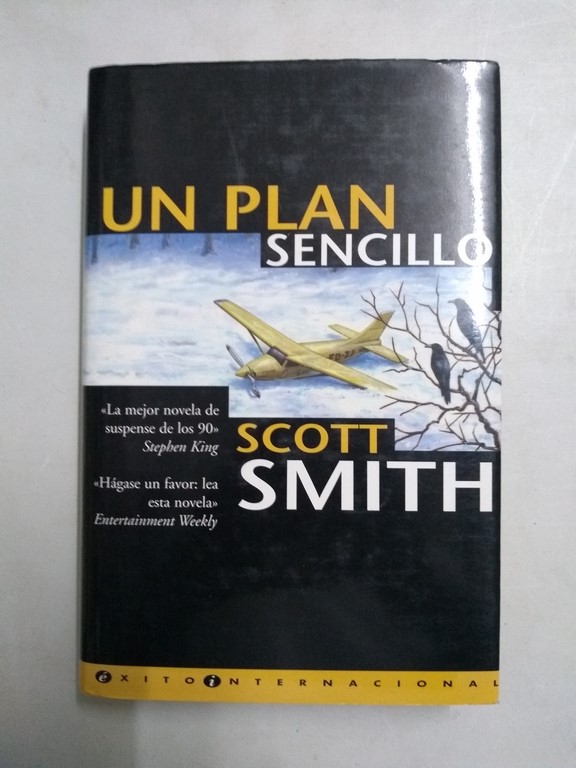 UN PLAN
SENCILLO
«La mejor novela de
suspense de los 90»
Stephen King
«Hágase un favor: lea
esta novela»
Entertainment Weekly
SCOTT
SMITH
éxito internacional